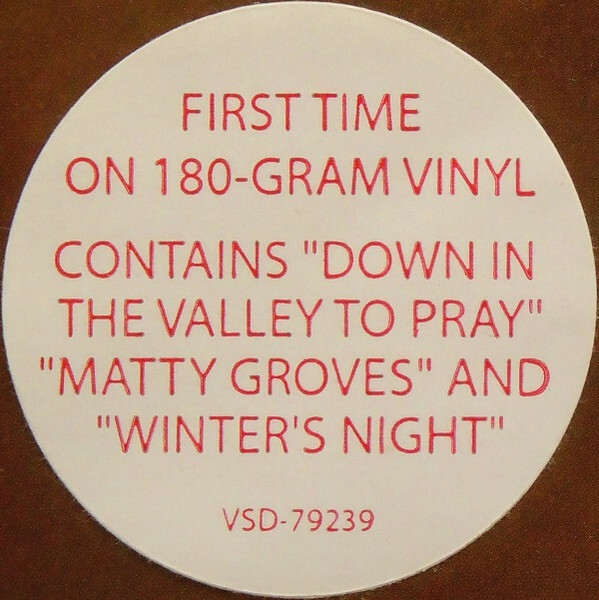 FIRST TIME
ON 180-GRAM VINYL
CONTAINS "DOWN IN
THE VALLEY TO PRAY"
"MATTY GROVES" AND
"WINTER'S NIGHT"
VSD-79239